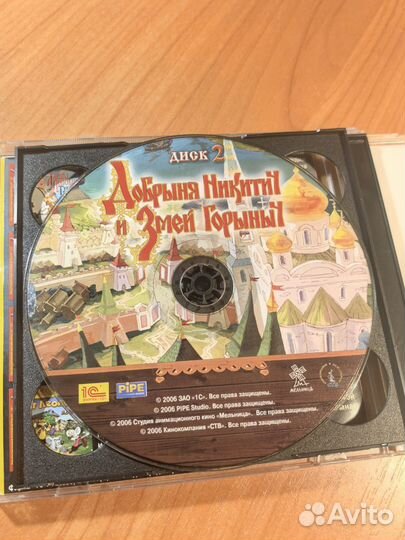 ДИСК 2
Добрыня Никитич
и Змей Горыныч
1С
PiPE
МЕЛЬНИЦА
© 2006 ЗАО «1С». Все права защищены.
© 2006 PiPE Studio. Все права защищены.
© 2006 Студия анимационного кино «Мельница». Все права защищены.
© 2006 Кинокомпания «СТВ». Все права защищены.
Avito